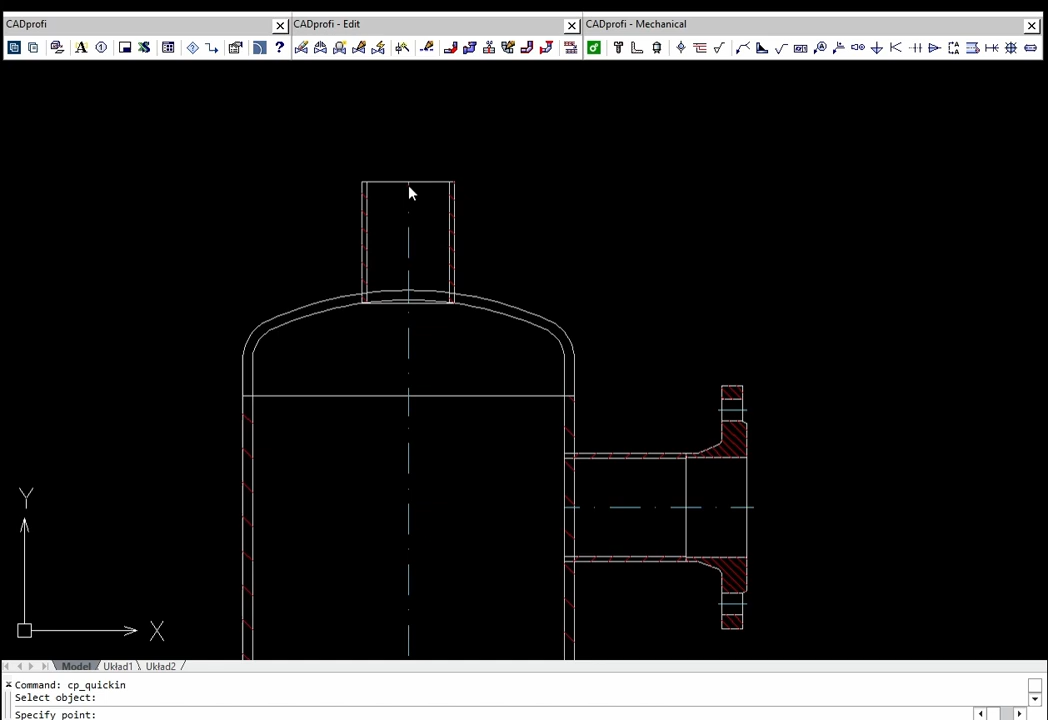 CADprofi
CADprofi - Edit
CADprofi - Mechanical
Y
X
Model
Układ1
Układ2
Command: cp_quickin
Select object:
Specify point: